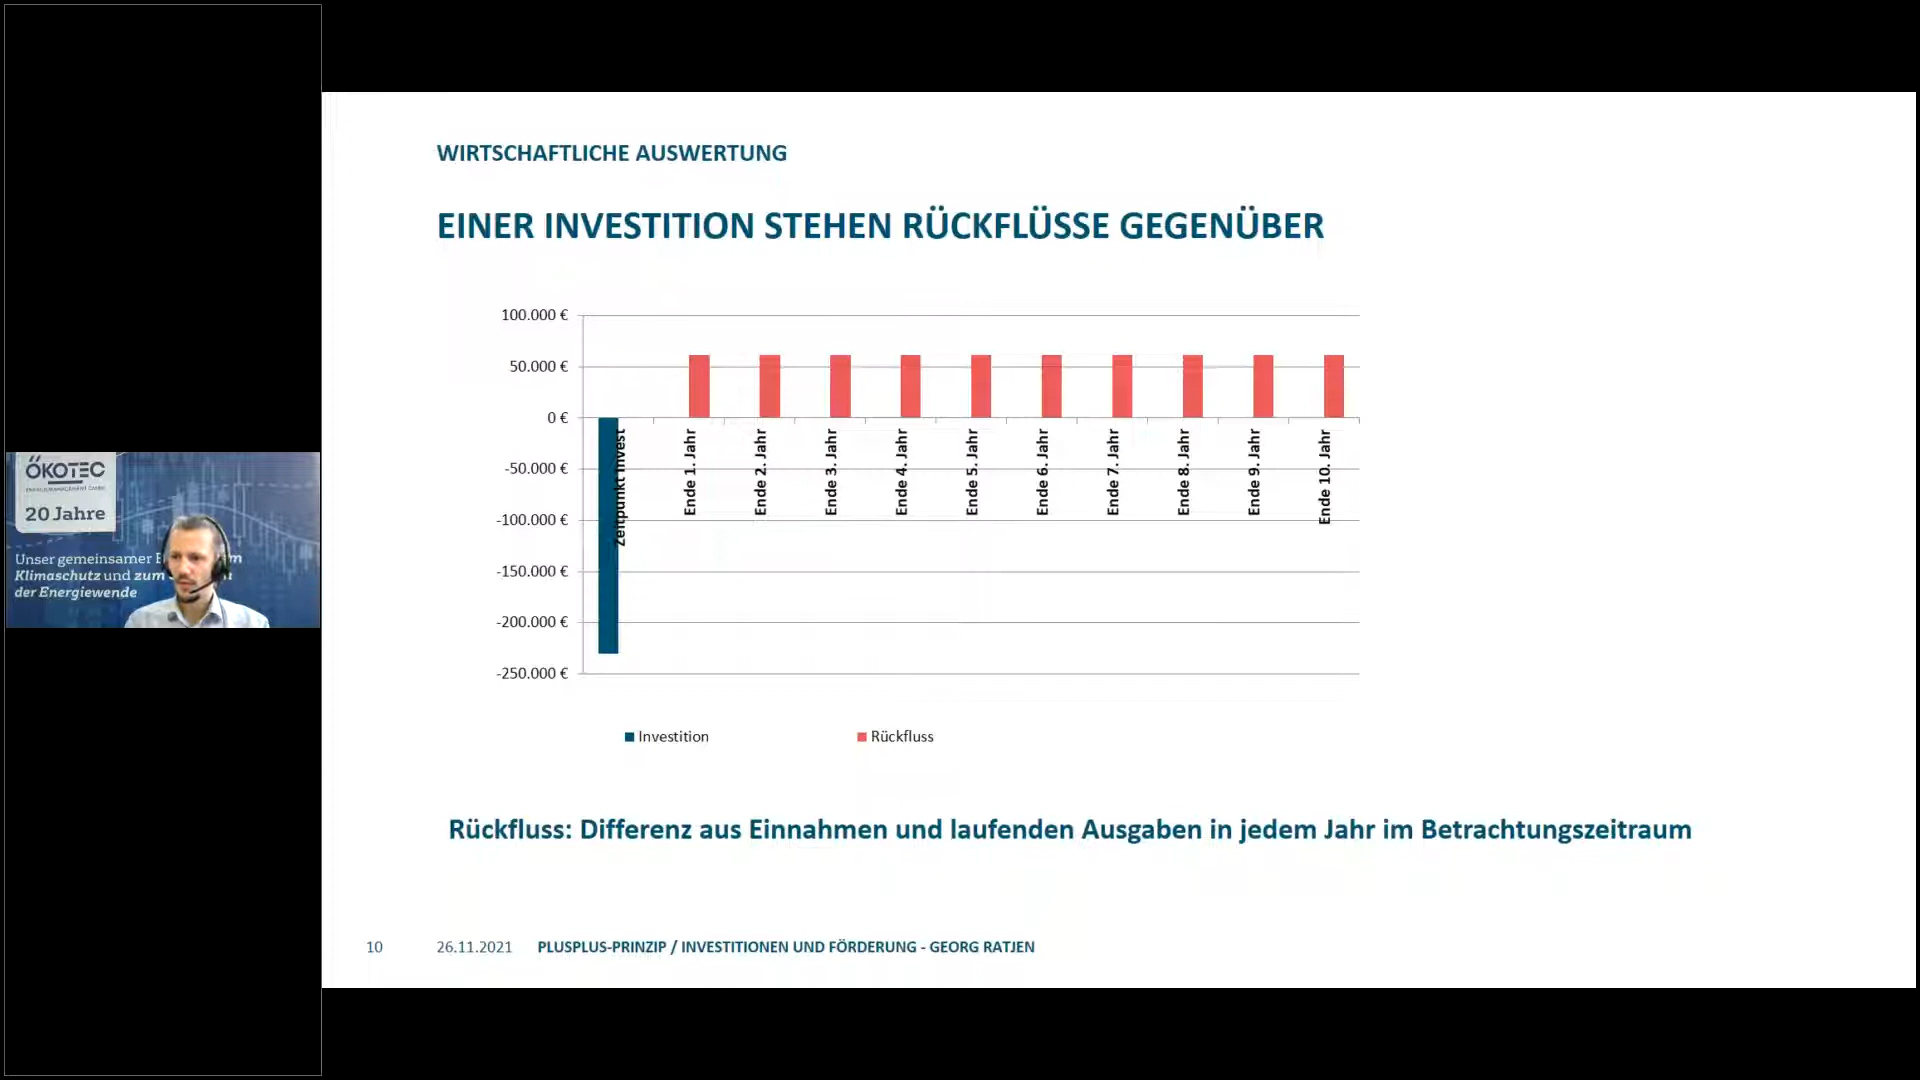 WIRTSCHAFTLICHE AUSWERTUNG
EINER INVESTITION STEHEN RÜCKFLÜSSE GEGENÜBER
100.000 €
50.000 €
0 €
-50.000 €
-100.000 €
-150.000 €
-200.000 €
-250.000 €
Zeitpunkt Invest
Ende 1. Jahr
Ende 2. Jahr
Ende 3. Jahr
Ende 4. Jahr
Ende 5. Jahr
Ende 6. Jahr
Ende 7. Jahr
Ende 8. Jahr
Ende 9. Jahr
Ende 10. Jahr
Investition
Rückfluss
Rückfluss: Differenz aus Einnahmen und laufenden Ausgaben in jedem Jahr im Betrachtungszeitraum
10
26.11.2021
PLUSPLUS-PRINZIP / INVESTITIONEN UND FÖRDERUNG - GEORG RATJEN
ÖKOTEC
20 Jahre
Unser gemeinsamer
Klimaschutz und zum
der Energiewende